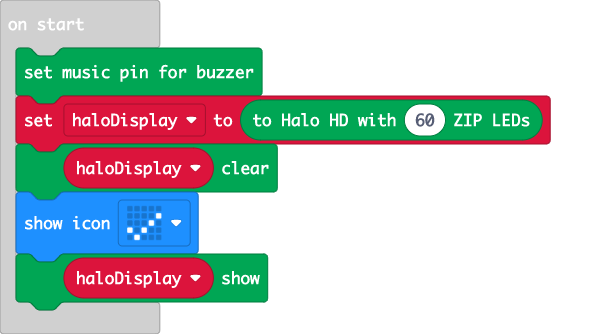 on start
set music pin for buzzer
set haloDisplay to to Halo HD with 60 ZIP LEDs
haloDisplay clear
show icon
haloDisplay show